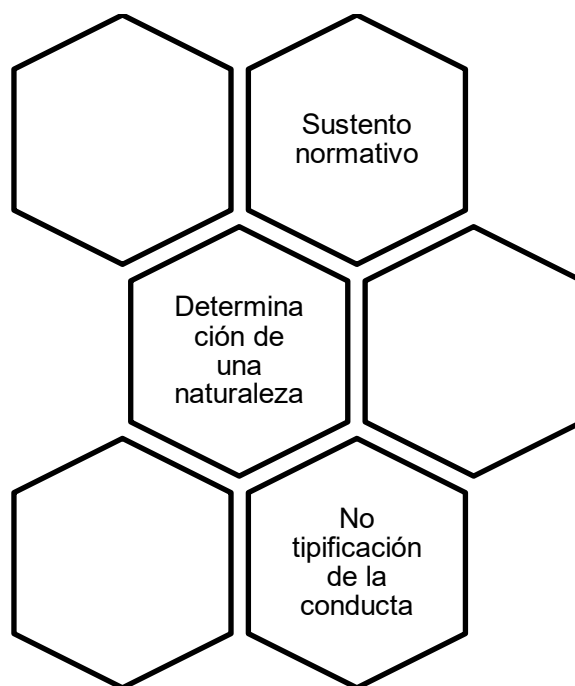 Sustento
normativo
Determina
ción de
una
naturaleza
No
tipificación
de la
conducta